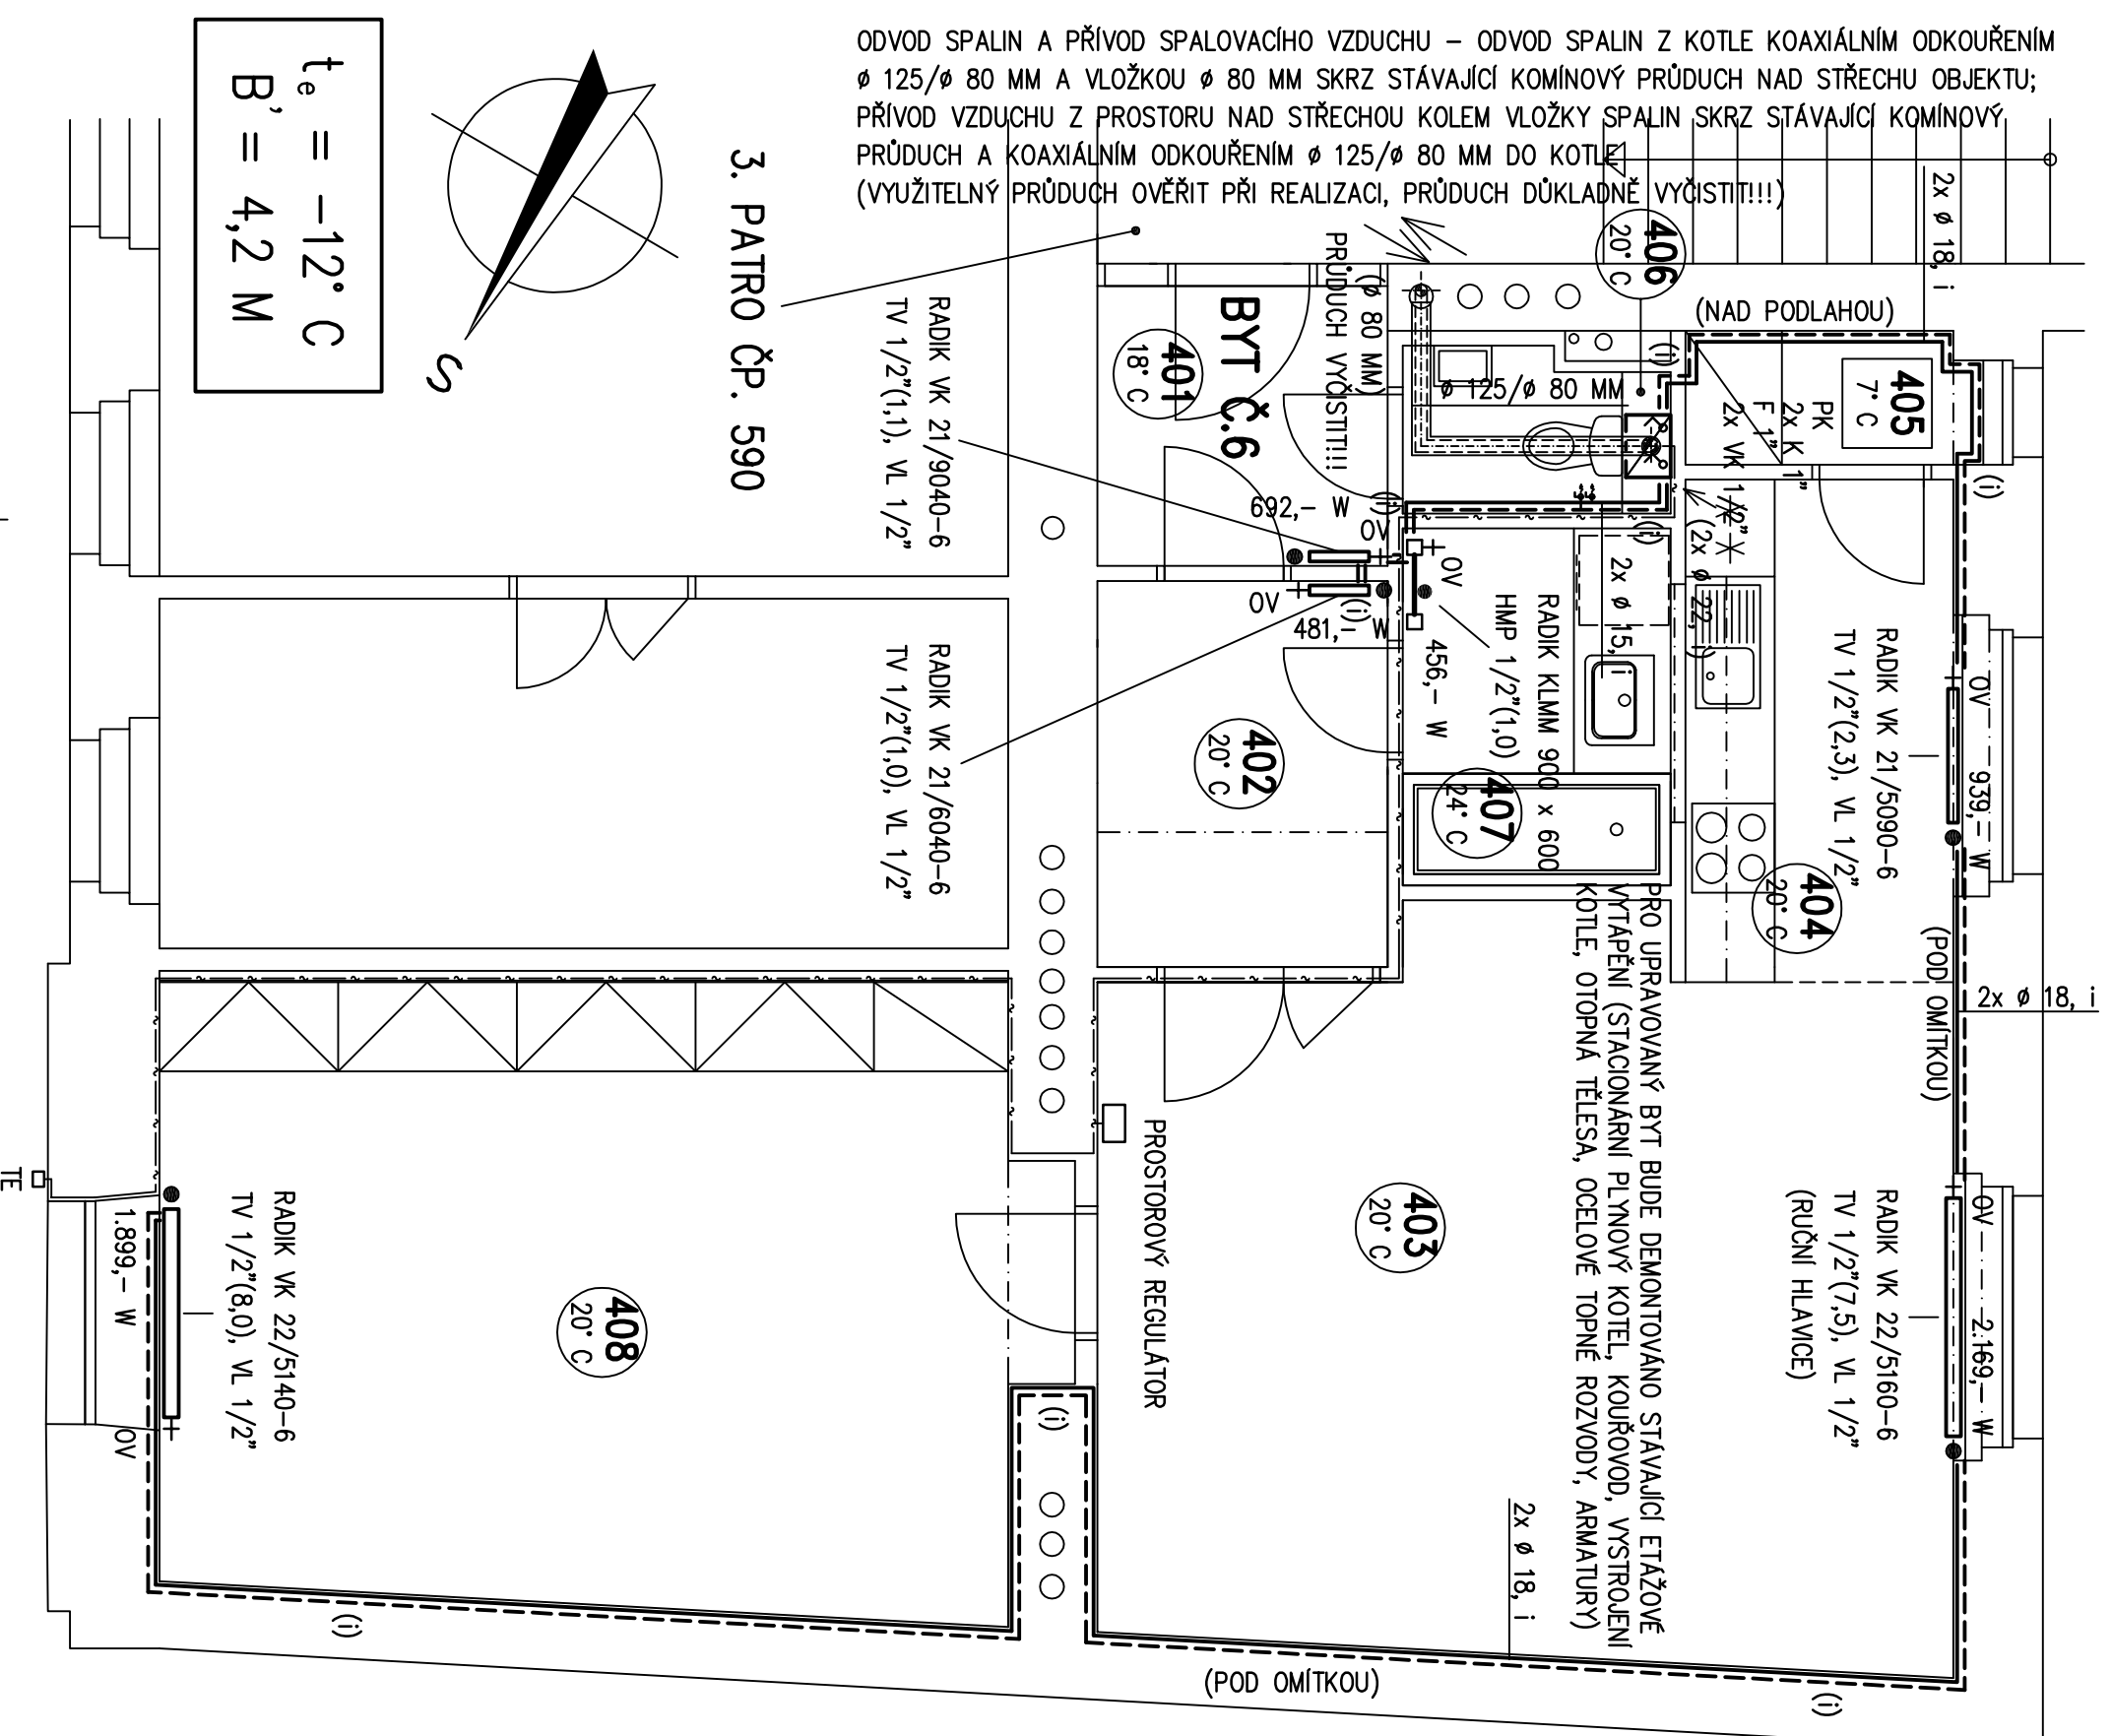 ODVOD SPALIN A PŘÍVOD SPALOVACÍHO VZDUCHU – ODVOD SPALIN Z KOTLE KOAXIÁLNÍM ODKOUŘENÍM
ø 125/ø 80 MM A VLOŽKOU ø 80 MM SKRZ STÁVAJÍCÍ KOMÍNOVÝ PRŮDUCH NAD STŘECHU OBJEKTU;
PŘÍVOD VZDUCHU Z PROSTORU NAD STŘECHOU KOLEM VLOŽKY SPALIN SKRZ STÁVAJÍCÍ KOMÍNOVÝ
PRŮDUCH A KOAXIÁLNÍM ODKOUŘENÍM ø 125/ø 80 MM DO KOTLE
(VYUŽITELNÝ PRŮDUCH OVĚŘIT PŘI REALIZACI, PRŮDUCH DŮKLADNĚ VYČISTIT!!!)
te = –12° C
B' = 4,2 M
S
3. PATRO ČP. 590
2x ø 18, i
(NAD PODLAHOU)
406
20° C
405
7° C
PK
2x K 1"
F 1"
2x VK 1/2"
(ø 80 MM)
PRŮDUCH VYČISTIT!!!
ø 125/ø 80 MM
BYT Č.6
401
18° C
RADIK VK 21/9040–6
TV 1/2"(1,1), VL 1/2"
692,– W
OV
(i)
(i)
(i)
(i)
(2x ø 22, i)
2x ø 15, i
OV
OV
(i)
481,– W
456,– W
RADIK KLMM 900 x 600
HMP 1/2"(1,0)
RADIK VK 21/6040–6
TV 1/2"(1,0), VL 1/2"
402
20° C
407
24° C
RADIK VK 21/5090–6
TV 1/2"(2,3), VL 1/2"
OV
939,– W
404
20° C
(POD OMÍTKOU)
2x ø 18, i
PRO UPRAVOVANÝ BYT BUDE DEMONTOVÁNO STÁVAJÍCÍ ETÁŽOVÉ
VYTÁPĚNÍ (STACIONÁRNÍ PLYNOVÝ KOTEL, KOUŘOVOD, VYSTROJENÍ
KOTLE, OTOPNÁ TĚLESA, OCELOVÉ TOPNÉ ROZVODY, ARMATURY)
PROSTOROVÝ REGULÁTOR
403
20° C
RADIK VK 22/5160–6
TV 1/2"(7,5), VL 1/2"
(RUČNÍ HLAVICE)
OV
2.169,– W
TE
1.899,– W
OV
RADIK VK 22/5140–6
TV 1/2"(8,0), VL 1/2"
408
20° C
(i)
2x ø 18, i
(i)
(POD OMÍTKOU)
(i)